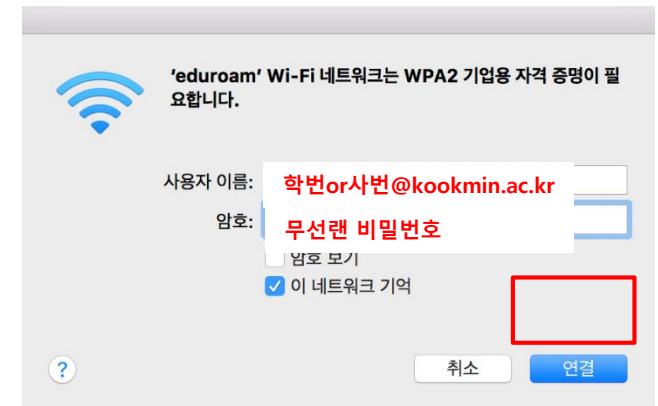 'eduroam' Wi-Fi 네트워크는 WPA2 기업용 자격 증명이 필
요합니다.
사용자 이름: 학번or사번@kookmin.ac.kr
암호: 무선랜 비밀번호
암호 보기
이 네트워크 기억
? 취소 연결